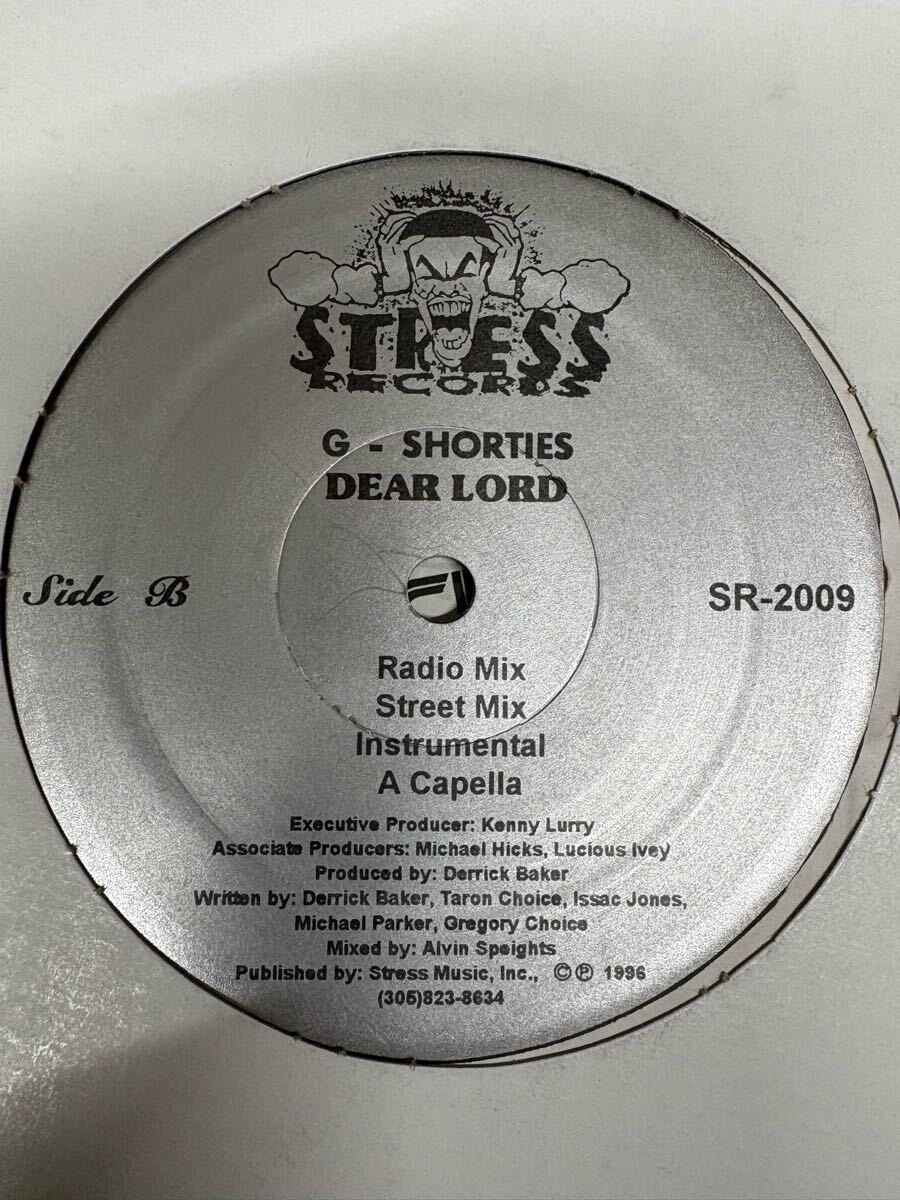 STRESS
RECORDS
G - SHORTIES
DEAR LORD
Side B
SR-2009
Radio Mix
Street Mix
Instrumental
A Capella
Executive Producer: Kenny Lurry
Associate Producers: Michael Hicks, Lucious Ivey
Produced by: Derrick Baker
Written by: Derrick Baker, Taron Choice, Issac Jones,
Michael Parker, Gregory Choice
Mixed by: Alvin Speights
Published by: Stress Music, Inc., ©℗ 1996
(305)823-8634